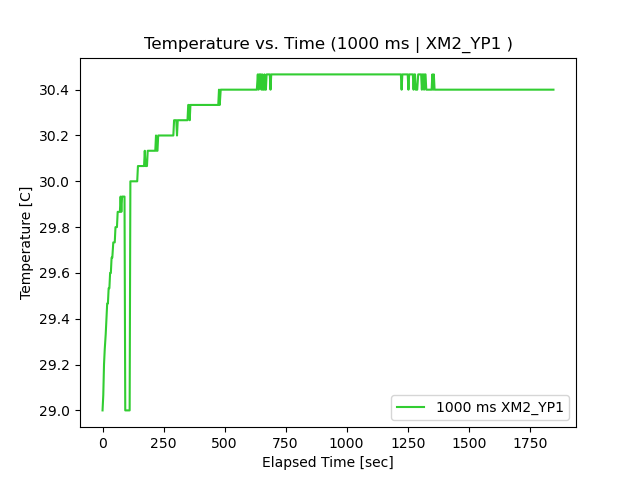 Temperature vs. Time (1000 ms | XM2_YP1 )
30.4
30.2
30.0
29.8
29.6
29.4
29.2
29.0
Temperature [C]
0 250 500 750 1000 1250 1500 1750
Elapsed Time [sec]
1000 ms XM2_YP1